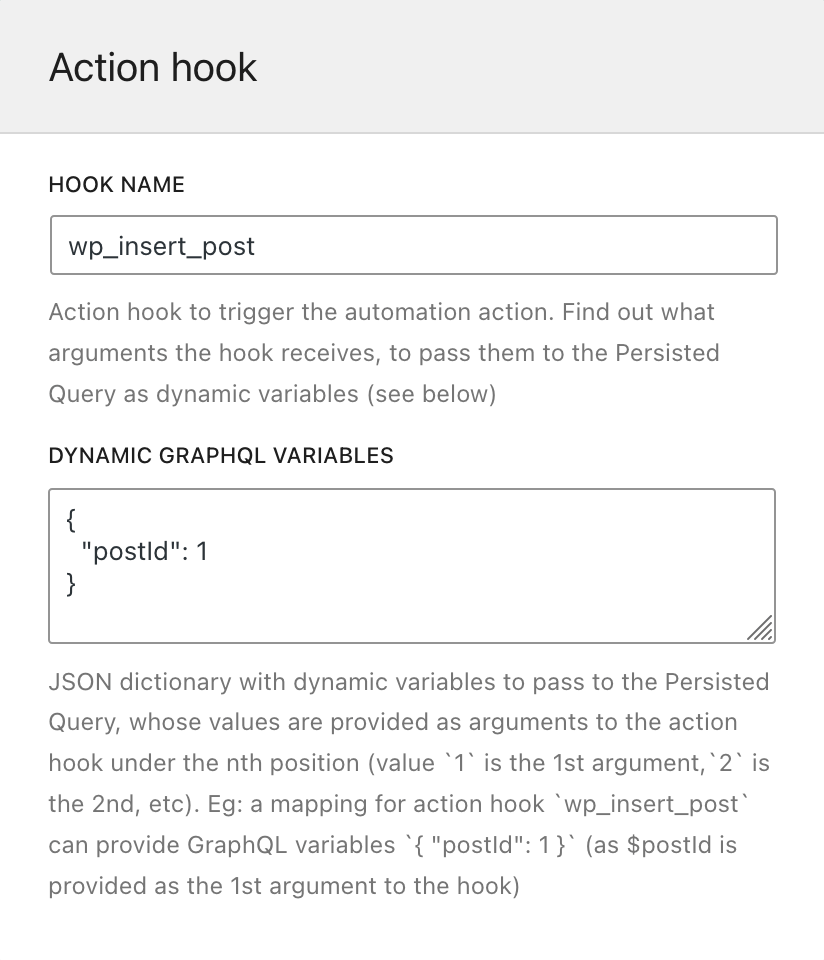 Action hook
HOOK NAME
wp_insert_post
Action hook to trigger the automation action. Find out what
arguments the hook receives, to pass them to the Persisted
Query as dynamic variables (see below)
DYNAMIC GRAPHQL VARIABLES
{
  "postId": 1
}
JSON dictionary with dynamic variables to pass to the Persisted
Query, whose values are provided as arguments to the action
hook under the nth position (value `1` is the 1st argument,`2` is
the 2nd, etc). Eg: a mapping for action hook `wp_insert_post`
can provide GraphQL variables `{ "postId": 1 }` (as $postId is
provided as the 1st argument to the hook)